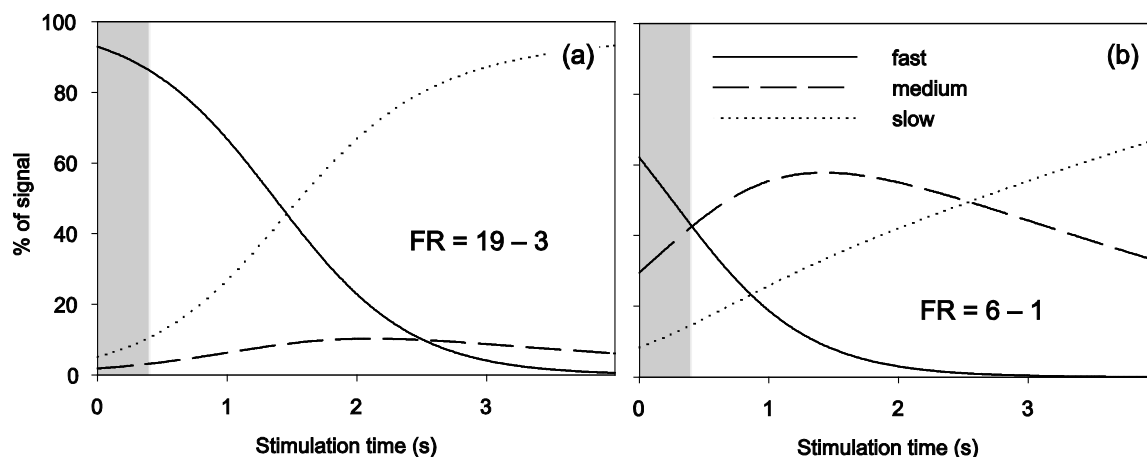 100
80
60
40
20
0
% of signal
(a)
FR = 19 – 3
0 1 2 3
Stimulation time (s)
fast
medium
slow
(b)
FR = 6 – 1
0 1 2 3
Stimulation time (s)